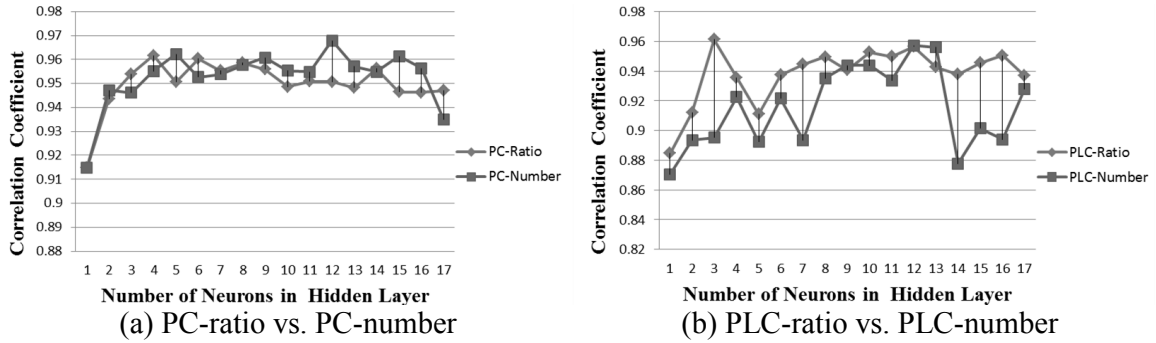 0.98
0.97
0.96
0.95
0.94
0.93
0.92
0.91
0.9
0.89
0.88
Correlation Coefficient
1 2 3 4 5 6 7 8 9 10 11 12 13 14 15 16 17
Number of Neurons in Hidden Layer
PC-Ratio
PC-Number
(a) PC-ratio vs. PC-number
0.98
0.96
0.94
0.92
0.9
0.88
0.86
0.84
0.82
Correlation Coefficient
1 2 3 4 5 6 7 8 9 10 11 12 13 14 15 16 17
Number of Neurons in Hidden Layer
PLC-Ratio
PLC-Number
(b) PLC-ratio vs. PLC-number